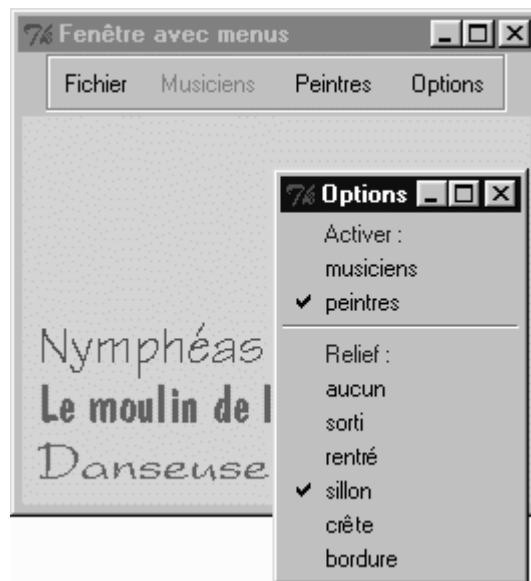 Fenêtre avec menus
Fichier Musiciens Peintres Options
Options
Activer :
musiciens
peintres
Relief :
aucun
sorti
rentré
sillon
crête
bordure
Nymphéas
Le moulin de l
Danseuse